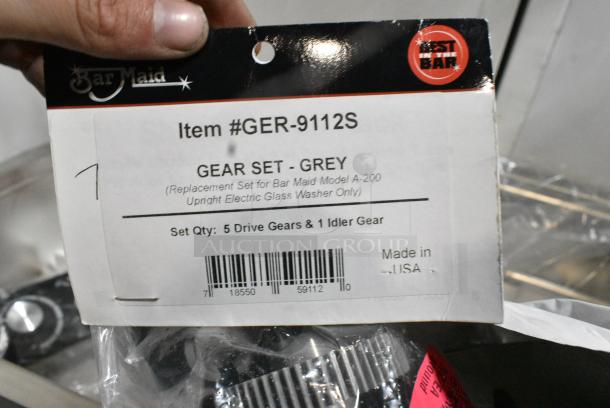 Bar Maid
BEST
IN THE
BAR
Item #GER-9112S
GEAR SET - GREY
(Replacement Set for Bar Maid Model A-200
Upright Electric Glass Washer Only)
Set Qty: 5 Drive Gears & 1 Idler Gear
AUCTION GROUP
Made in
USA
7 18550 59112 0